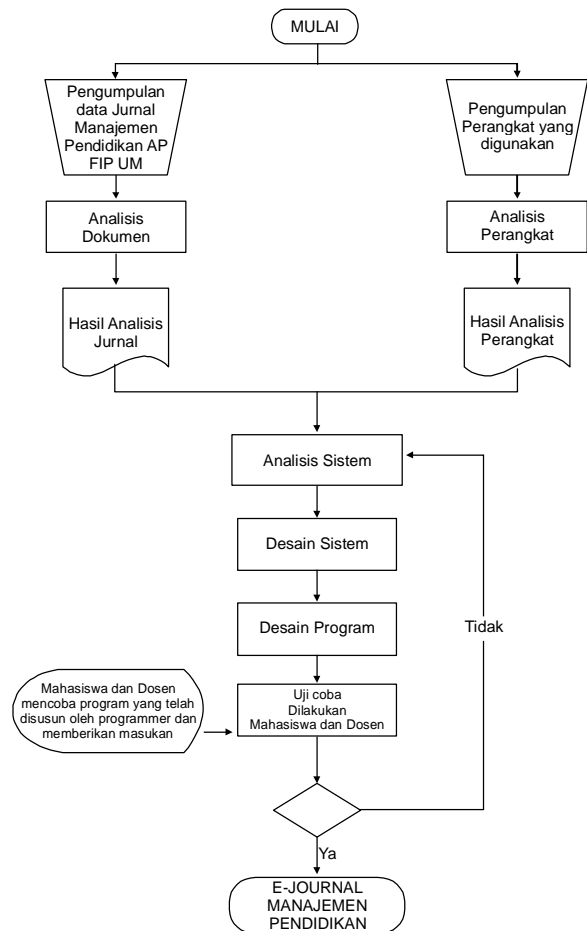 MULAI
Pengumpulan
data Jurnal
Manajemen
Pendidikan AP
FIP UM
Pengumpulan
Perangkat yang
digunakan
Analisis
Dokumen
Analisis
Perangkat
Hasil Analisis
Jurnal
Hasil Analisis
Perangkat
Analisis Sistem
Desain Sistem
Desain Program
Tidak
Mahasiswa dan Dosen
mencoba program yang telah
disusun oleh programmer dan
memberikan masukan
Uji coba
Dilakukan
Mahasiswa dan Dosen
Ya
E-JOURNAL
MANAJEMEN
PENDIDIKAN